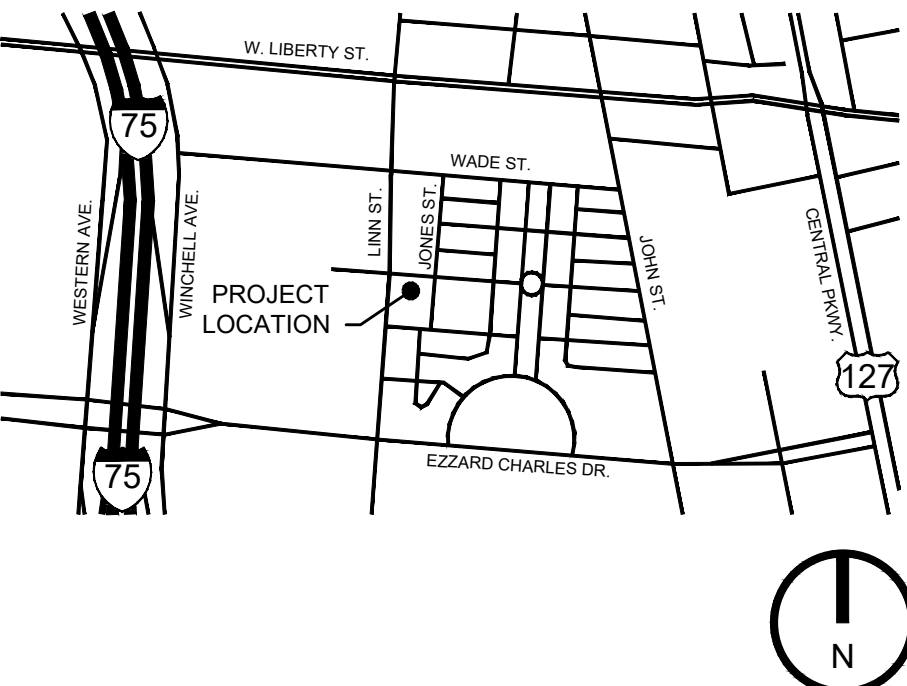 W. LIBERTY ST.
75
WADE ST.
LINN ST.
JONES ST.
WESTERN AVE.
WINCHELL AVE.
JOHN ST.
CENTRAL PKWY.
PROJECT
LOCATION
127
75
EZZARD CHARLES DR.
N